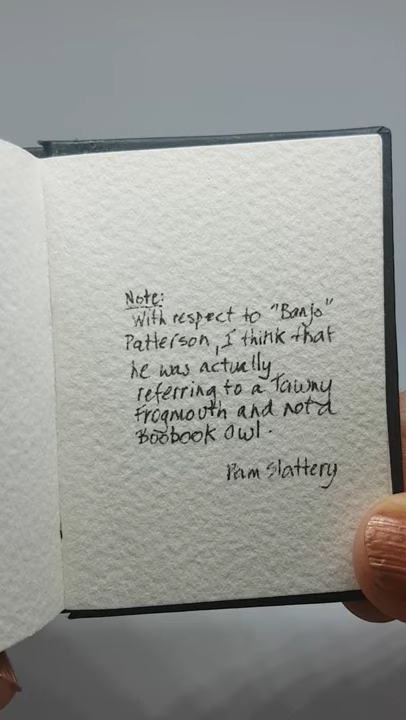 Note:
With respect to "Banjo"
Patterson, I think that
he was actually
referring to a Tawny
Frogmouth and not a
Boobook Owl.
Pam Slattery